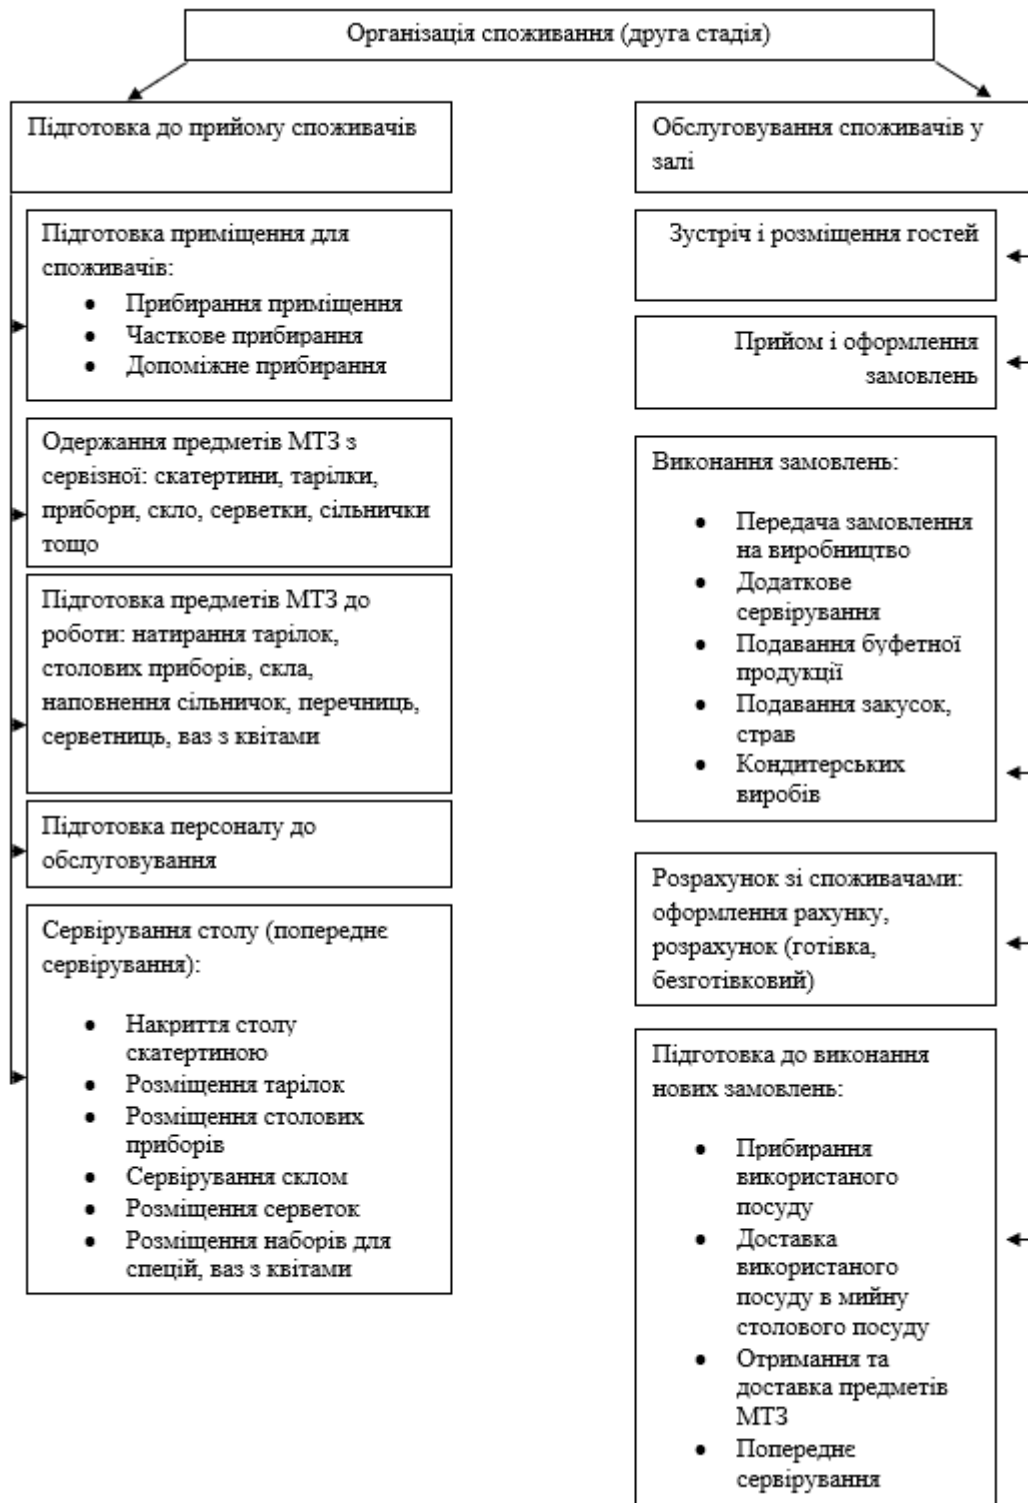 Організація споживання (друга стадія)
Підготовка до прийому споживачів
Підготовка приміщення для
споживачів:
• Прибирання приміщення
• Часткове прибирання
• Допоміжне прибирання
Одержання предметів МТЗ з
сервізної: скатертини, тарілки,
прибори, скло, серветки, сільнички
тощо
Підготовка предметів МТЗ до
роботи: натирання тарілок,
столових приборів, скла,
наповнення сільничок, перечниць,
серветниць, ваз з квітами
Підготовка персоналу до
обслуговування
Сервірування столу (попереднє
сервірування):
• Накриття столу
скатертиною
• Розміщення тарілок
• Розміщення столових
приборів
• Сервірування склом
• Розміщення серветок
• Розміщення наборів для
спецій, ваз з квітами
Обслуговування споживачів у
залі
Зустріч і розміщення гостей
Прийом і оформлення
замовлень
Виконання замовлень:
• Передача замовлення
на виробництво
• Додаткове
сервірування
• Подавання буфетної
продукції
• Подавання закусок,
страв
• Кондитерських
виробів
Розрахунок зі споживачами:
оформлення рахунку,
розрахунок (готівка,
безготівковий)
Підготовка до виконання
нових замовлень:
• Прибирання
використаного
посуду
• Доставка
використаного
посуду в мийну
столового посуду
• Отримання та
доставка предметів
МТЗ
• Попереднє
сервірування